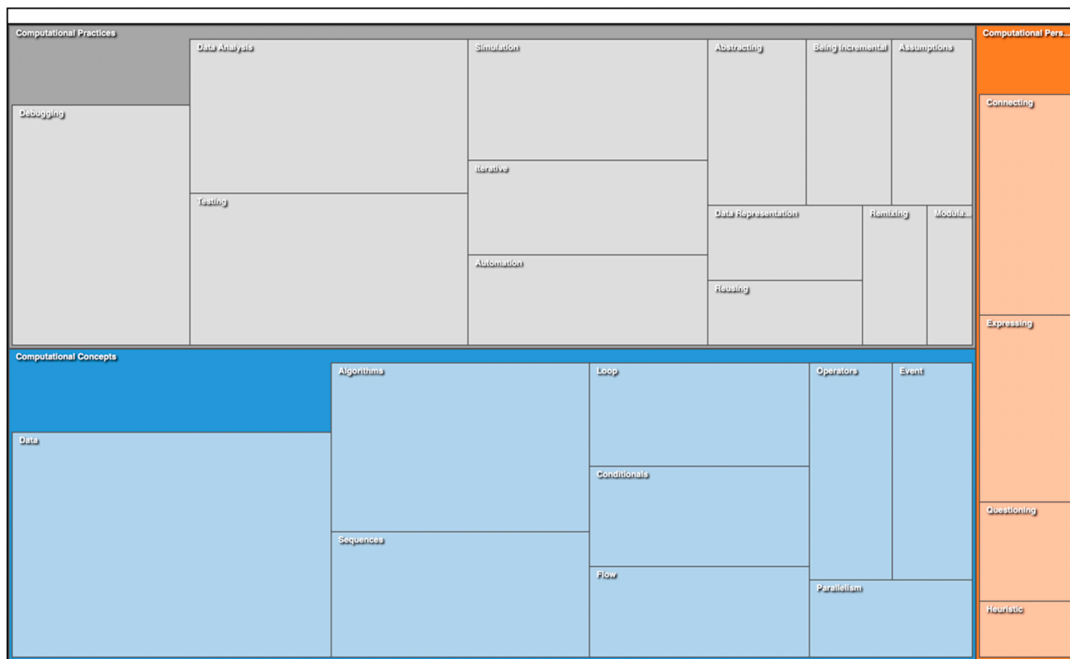 Computational Practices
Debugging
Data Analysis
Testing
Simulation
Iterative
Automation
Abstracting
Being Incremental
Assumptions
Data Representation
Reusing
Remixing
Modula...
Computational Concepts
Data
Algorithms
Sequences
Loop
Conditionals
Flow
Operators
Event
Parallelism
Computational Pers...
Connecting
Expressing
Questioning
Heuristic